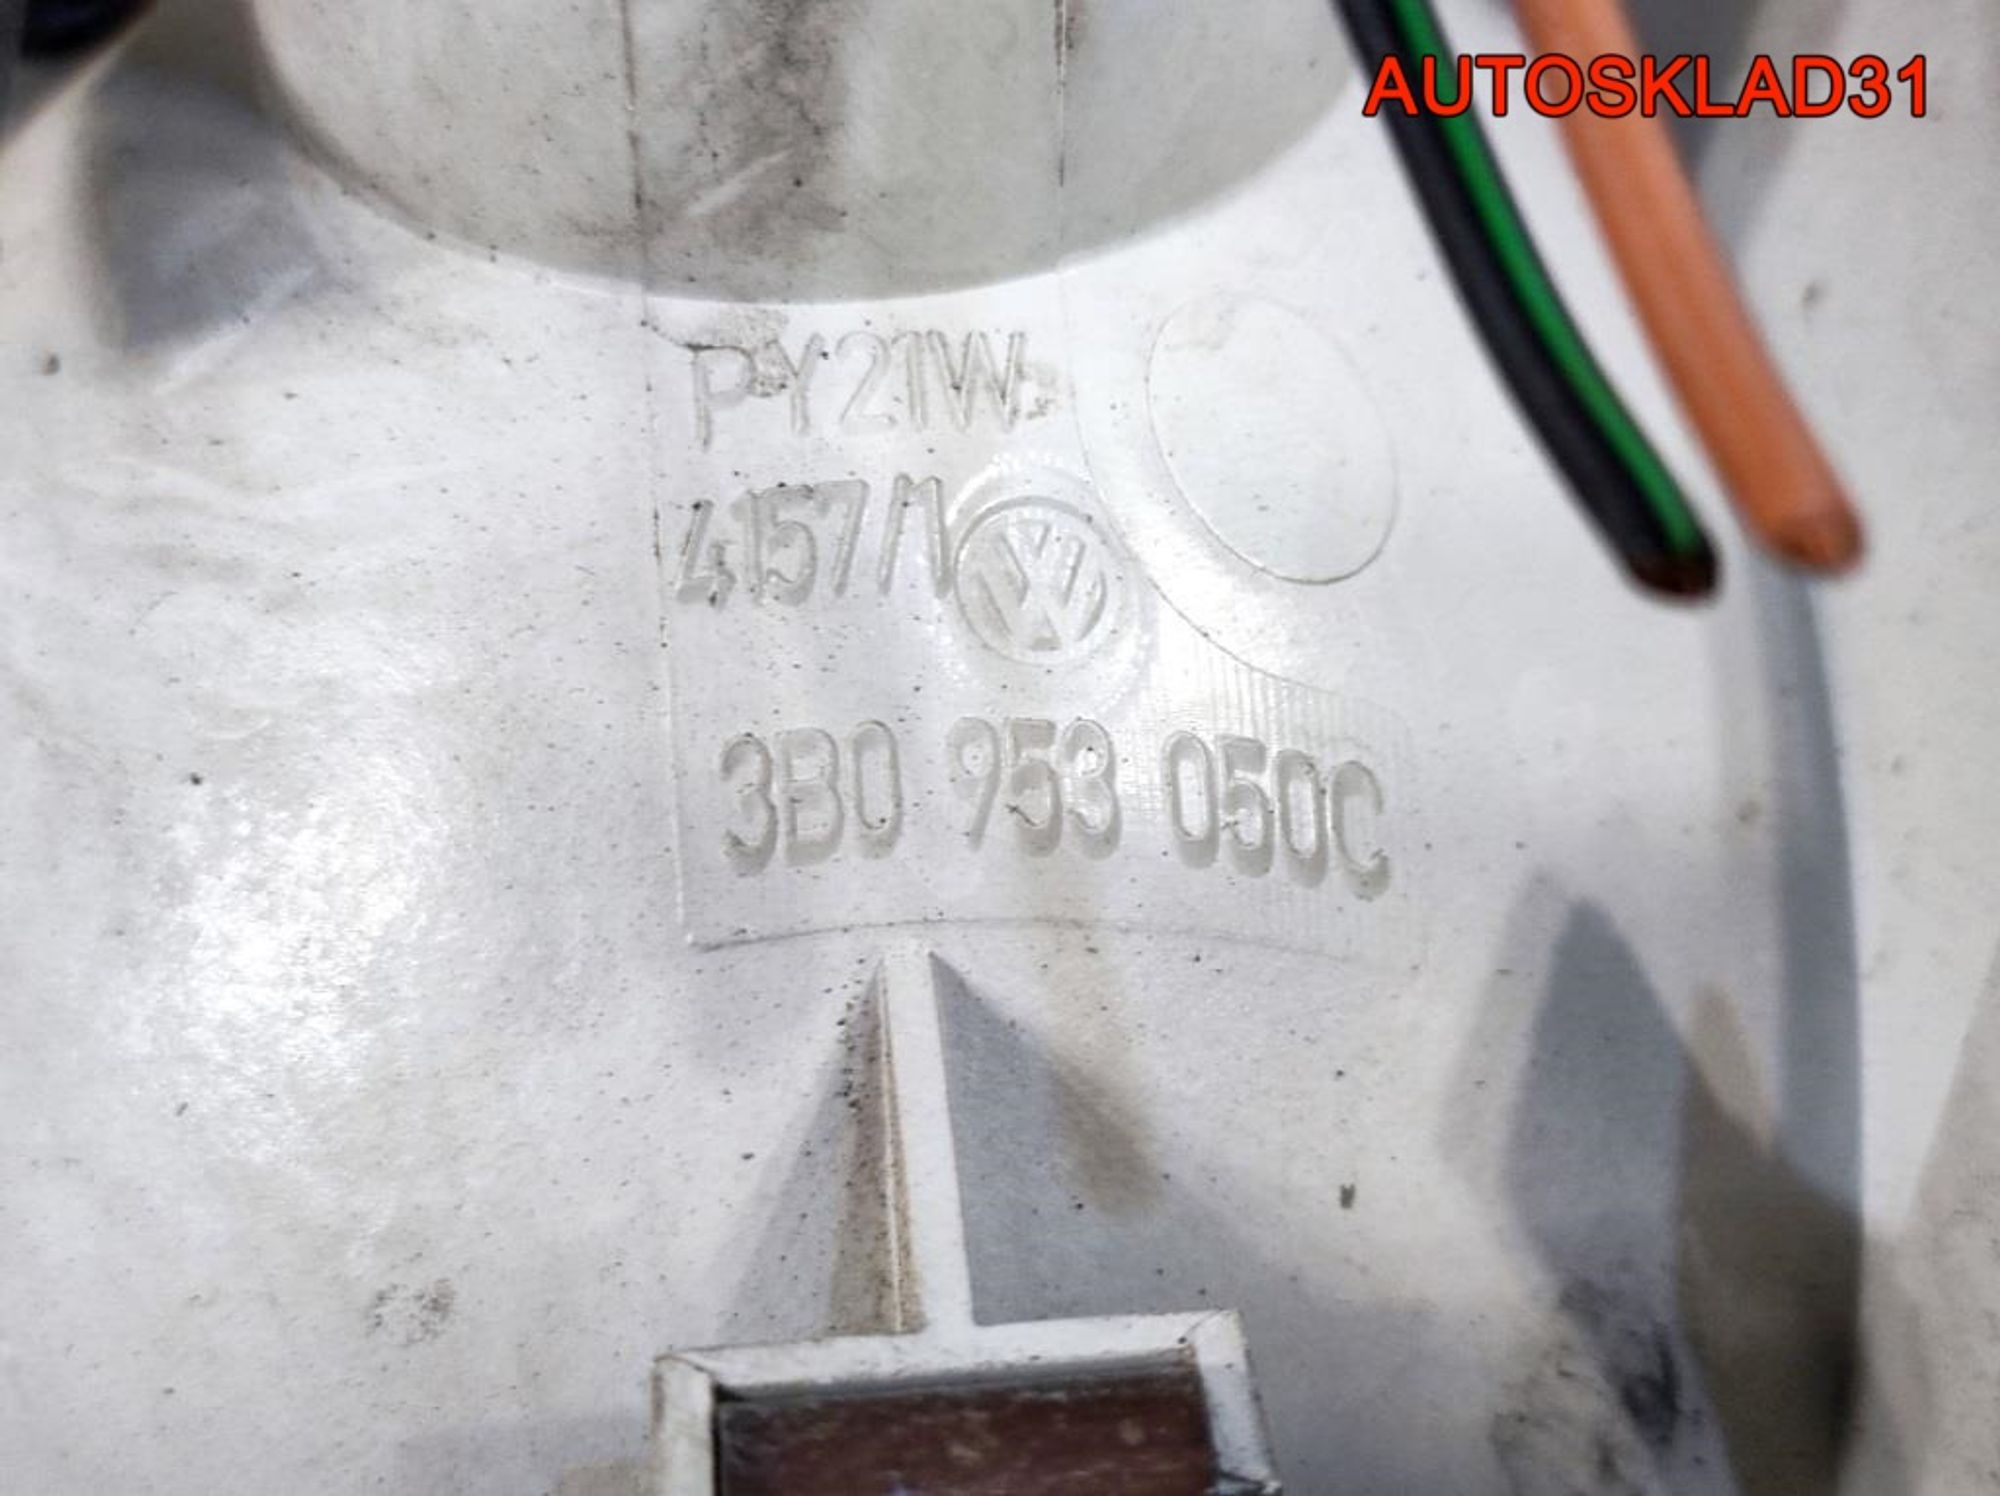 AUTOSKLAD31
PY21W
4157/1
3B0 953 050C